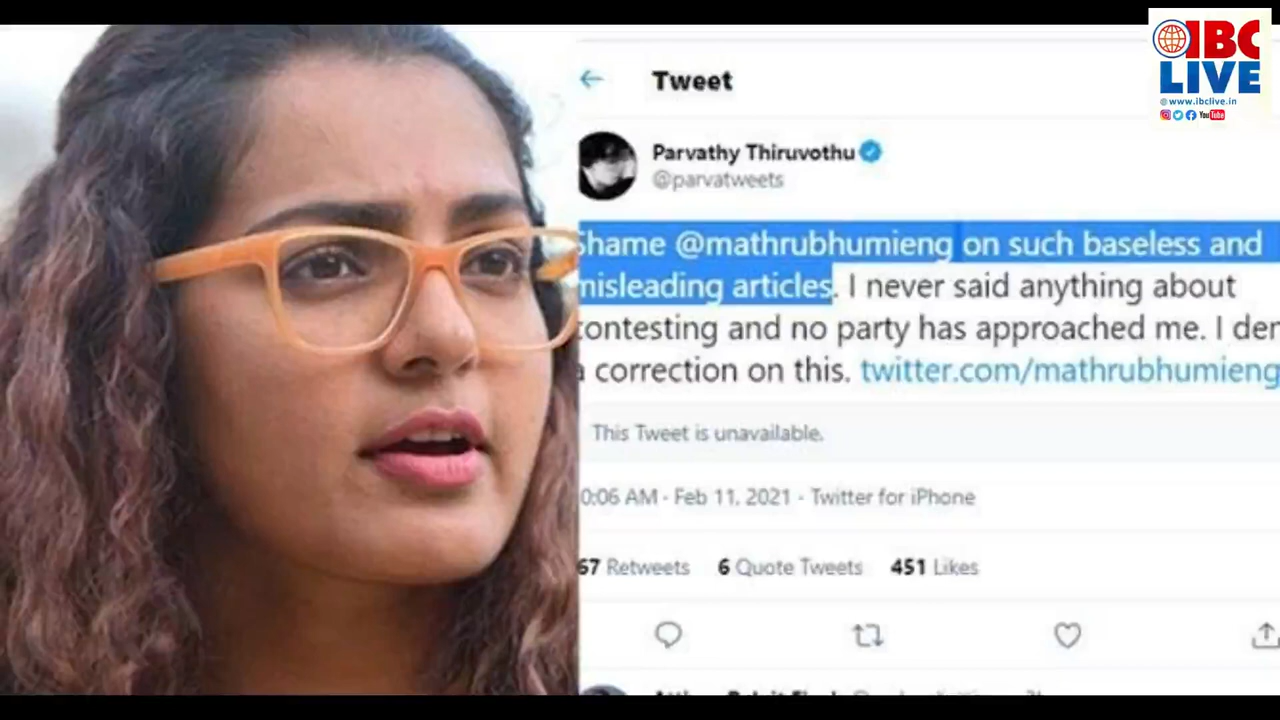 IBC
LIVE
@www.ibclive.in
YouTube
Tweet
Parvathy Thiruvothu
@parvatweets
Shame @mathrubhumieng on such baseless and
misleading articles. I never said anything about
contesting and no party has approached me. I
a correction on this. twitter.com/mathrubhumieng
This Tweet is unavailable.
0:06 AM · Feb 11, 2021 · Twitter for iPhone
67 Retweets 6 Quote Tweets 451 Likes